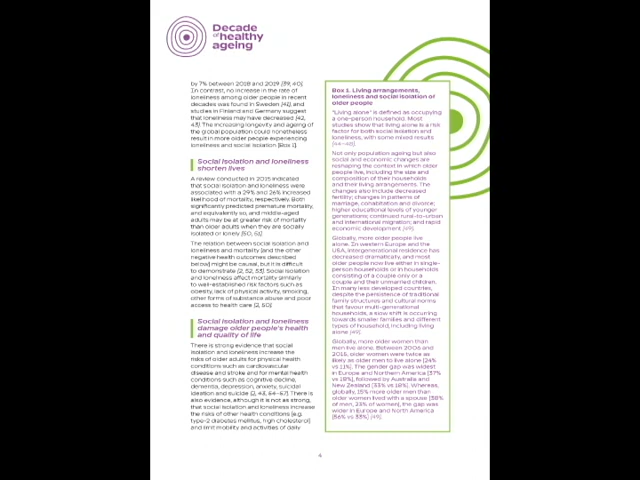 Decade
of healthy
ageing
by 7% between 2018 and 2019 (39, 40).
In contrast, no increase in the rate of
loneliness among older people in recent
decades was found in Sweden (41), and
studies in Finland and Germany suggest
that loneliness may have decreased (42,
43). The increasing longevity and ageing of
the global population could nonetheless
result in more older people experiencing
loneliness and social isolation (Box 1).
Social isolation and loneliness
shorten lives
A review conducted in 2015 indicated
that social isolation and loneliness were
associated with a 29% and 26% increased
likelihood of mortality, respectively. Both
significantly predicted premature mortality,
and equivalently so, and middle-aged
adults may be at greater risk of mortality
than older adults when they are socially
isolated or lonely (50, 51).
The relation between social isolation and
loneliness and mortality (and the other
negative health outcomes described
below) might be causal, but it is difficult
to demonstrate (2, 52, 53). Social isolation
and loneliness affect mortality similarly
to well-established risk factors such as
obesity, lack of physical activity, smoking,
other forms of substance abuse and poor
access to health care (2, 50).
Social isolation and loneliness
damage older people's health
and quality of life
There is strong evidence that social
isolation and loneliness increase the
risks of older adults for physical health
conditions such as cardiovascular
disease and stroke and for mental health
conditions such as cognitive decline,
dementia, depression, anxiety, suicidal
ideation and suicide (2, 43, 54–67). There is
also evidence, although it is not as strong,
that social isolation and loneliness increase
the risks of other health conditions (e.g.
type-2 diabetes mellitus, high cholesterol)
and limit mobility and activities of daily
Box 1. Living arrangements,
loneliness and social isolation of
older people
"Living alone" is defined as occupying
a one-person household. Most
studies show that living alone is a risk
factor for both social isolation and
loneliness, with some mixed results
(44–48).
Not only population ageing but also
social and economic changes are
reshaping the context in which older
people live, including the size and
composition of their households
and their living arrangements. The
changes also include decreased
fertility; changes in patterns of
marriage, cohabitation and divorce;
higher educational levels of younger
generations; continued rural-to-urban
and international migration; and rapid
economic development (49).
Globally, more older people live
alone. In western Europe and the
USA, intergenerational residence has
decreased dramatically, and most
older people now live either in single-
person households or in households
consisting of a couple only or a
couple and their unmarried children.
In many less developed countries,
despite the persistence of traditional
family structures and cultural norms
that favour multi-generational
households, a slow shift is occurring
towards smaller families and different
types of household, including living
alone (49).
Globally, more older women than
men live alone. Between 2006 and
2015, older women were twice as
likely as older men to live alone (24%
vs 11%). The gender gap was widest
in Europe and Northern America (37%
vs 18%), followed by Australia and
New Zealand (33% vs 18%). Whereas,
globally, 15% more older men than
older women lived with a spouse (38%
of men, 23% of women), the gap was
wider in Europe and North America
(56% vs 33%) (49).
4